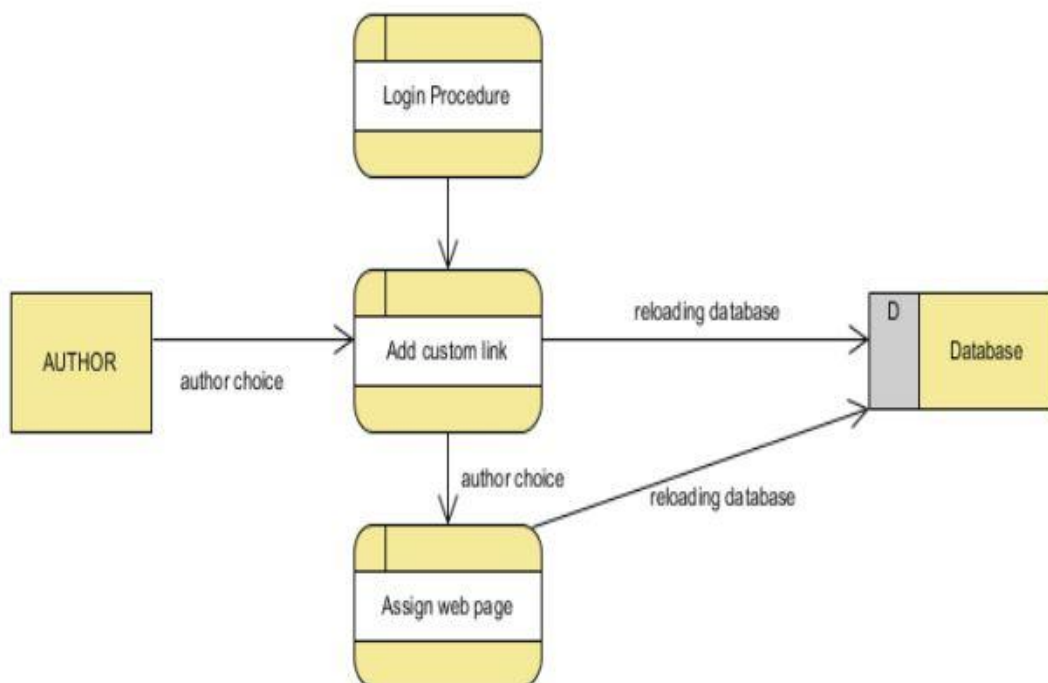 Login Procedure
AUTHOR
author choice
Add custom link
reloading database
D
Database
author choice
reloading database
Assign web page